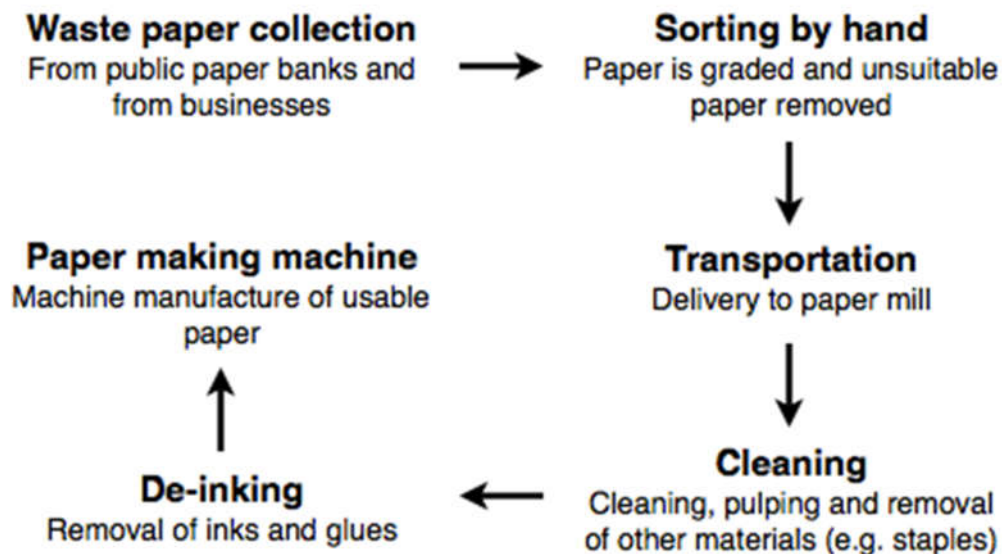 Waste paper collection
From public paper banks and
from businesses
Sorting by hand
Paper is graded and unsuitable
paper removed
Transportation
Delivery to paper mill
Cleaning
Cleaning, pulping and removal
of other materials (e.g. staples)
De-inking
Removal of inks and glues
Paper making machine
Machine manufacture of usable
paper